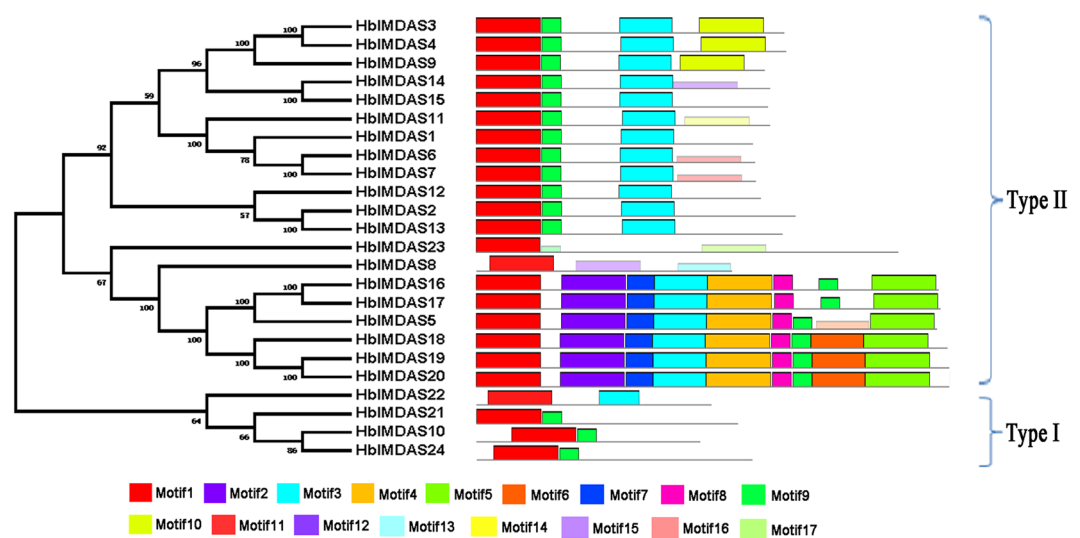 HbIMDAS3
100
HbIMDAS4
100
HbIMDAS9
96
HbIMDAS14
59
100
HbIMDAS15
HbIMDAS11
100
HbIMDAS1
92
78
HbIMDAS6
100
HbIMDAS7
HbIMDAS12
57
HbIMDAS2
100
HbIMDAS13
Type II
HbIMDAS23
67
HbIMDAS8
100
HbIMDAS16
100
100
HbIMDAS17
HbIMDAS5
100
HbIMDAS18
100
HbIMDAS19
100
HbIMDAS20
HbIMDAS22
64
HbIMDAS21
66
HbIMDAS10
86
HbIMDAS24
Type I
Motif1 Motif2 Motif3 Motif4 Motif5 Motif6 Motif7 Motif8 Motif9
Motif10 Motif11 Motif12 Motif13 Motif14 Motif15 Motif16 Motif17